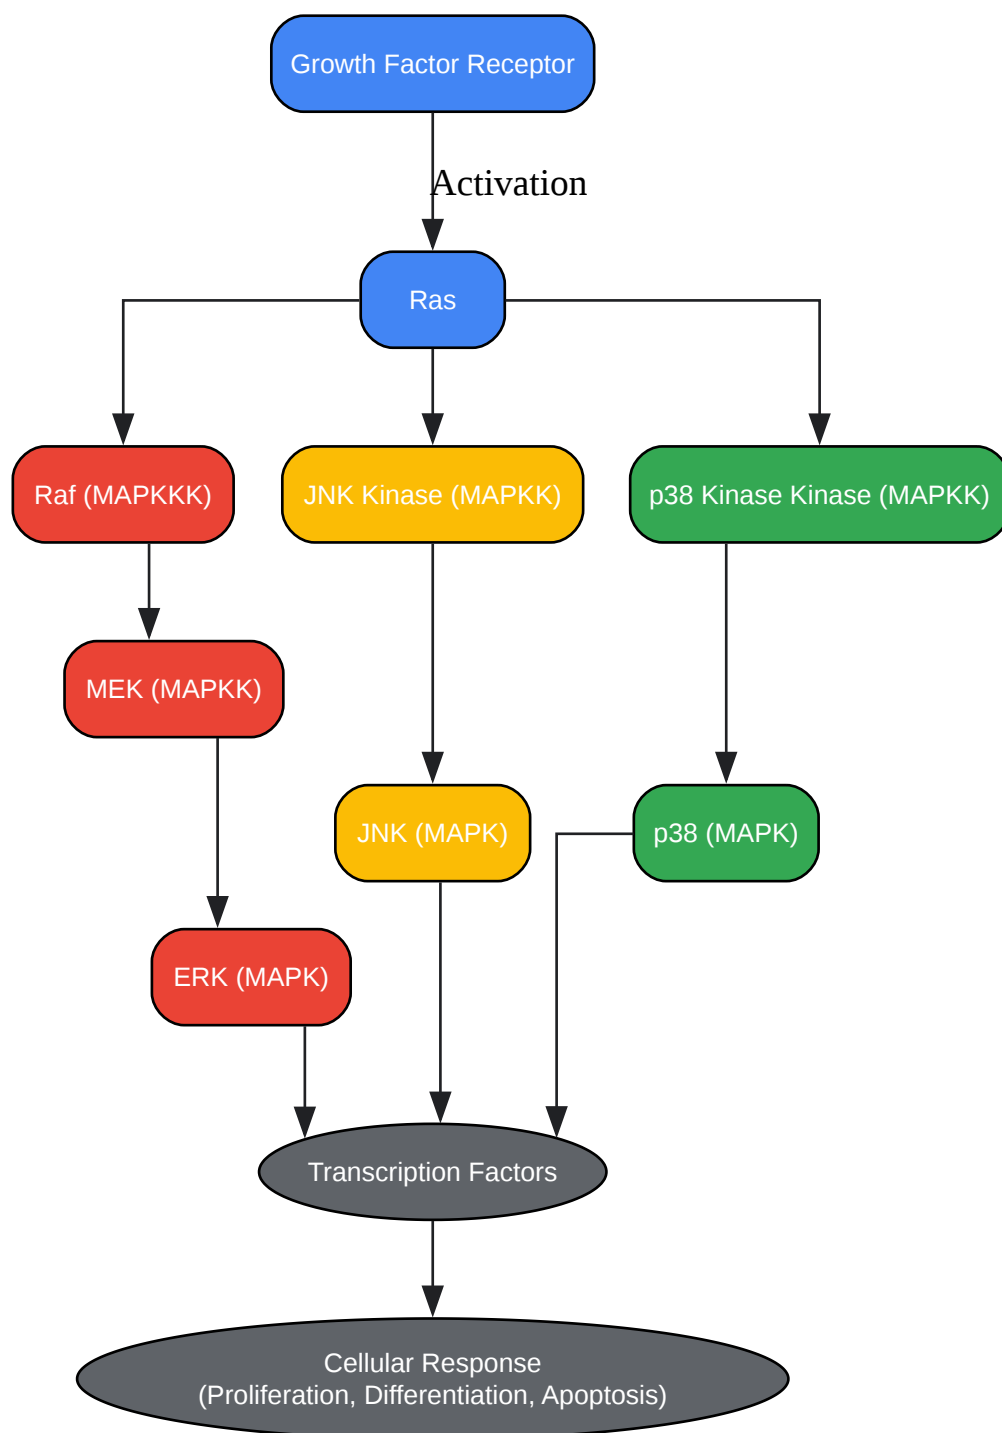 Growth Factor Receptor
Activation
Ras
Raf (MAPKKK)
JNK Kinase (MAPKK)
p38 Kinase Kinase (MAPKK)
MEK (MAPKK)
JNK (MAPK)
p38 (MAPK)
ERK (MAPK)
Transcription Factors
Cellular Response
(Proliferation, Differentiation, Apoptosis)